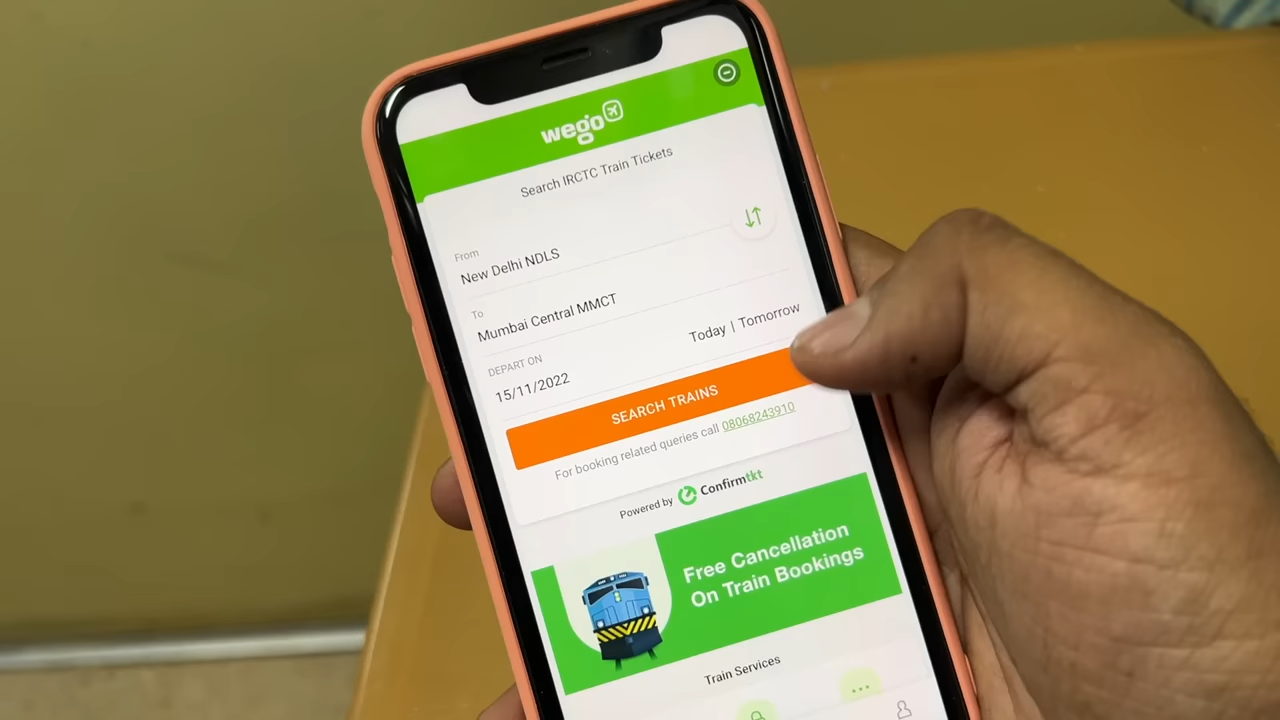 wego
Search IRCTC Train Tickets
From
New Delhi NDLS
To
Mumbai Central MMCT
DEPART ON
Today | Tomorrow
15/11/2022
SEARCH TRAINS
For booking related queries call 08068243910
Powered by Confirmtkt
Free Cancellation
On Train Bookings
Train Services